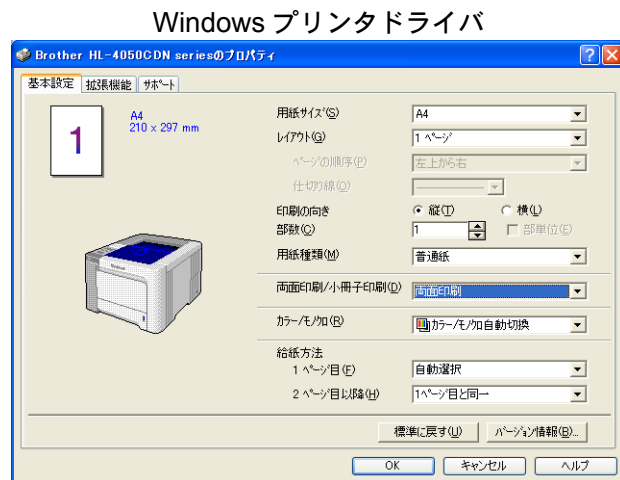 Windows プリンタドライバ
Brother HL-4050CDN seriesのプロパティ
基本設定 拡張機能 サポート
1
A4
210 x 297 mm
用紙サイズ(S) A4
レイアウト(G) 1 ページ
ページの順序(P) 左上から右
仕切り線(O)
印刷の向き 縦(T) 横(L)
部数(C) 1 部単位(E)
用紙種類(M) 普通紙
両面印刷/小冊子印刷(D) 両面印刷
カラー/モノクロ(R) カラー/モノクロ自動切換
給紙方法
1 ページ目(F) 自動選択
2 ページ目以降(H) 1ページ目と同一
標準に戻す(U) バージョン情報(B)...
OK キャンセル ヘルプ